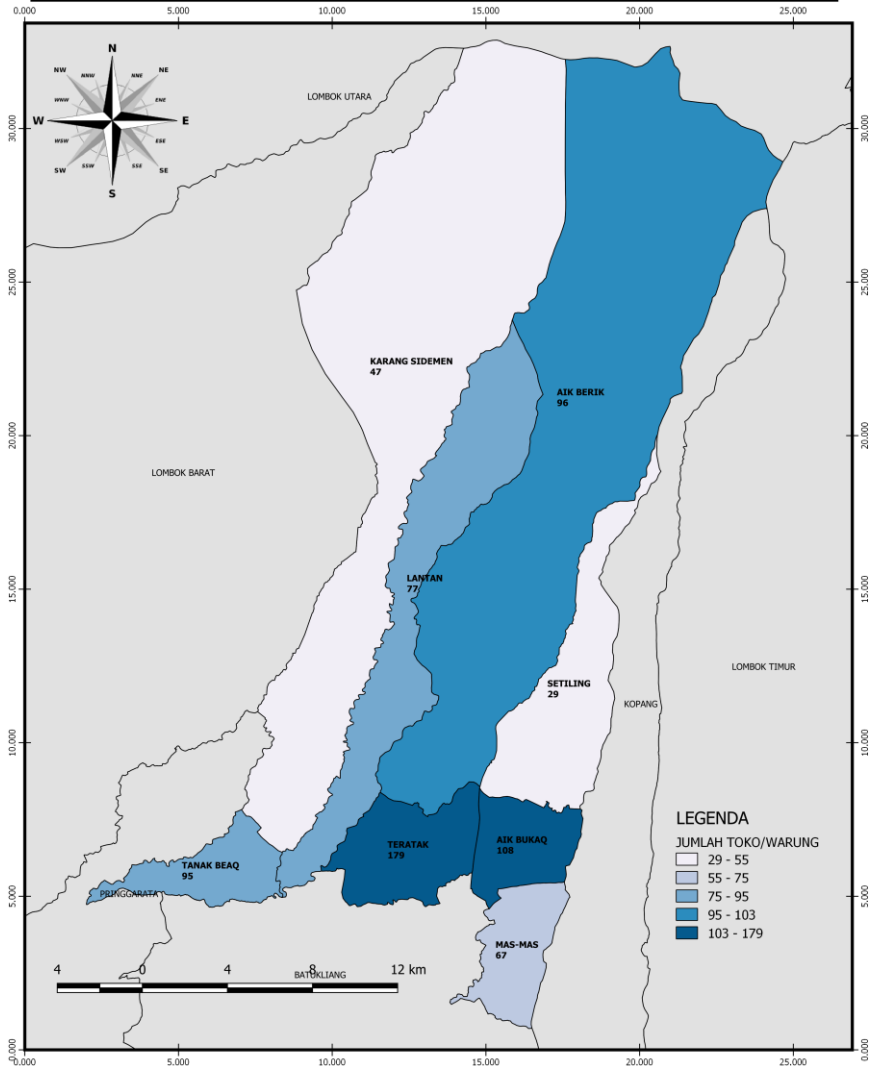 0.000 5.000 10.000 15.000 20.000 25.000
N
NNW NNE
NW NE
WNW ENE
W E
WSW ESE
SW SE
SSW SSE
S
LOMBOK UTARA
30.000 30.000
25.000 25.000
KARANG SIDEMEN
47
AIK BERIK
96
20.000 20.000
LOMBOK BARAT
LANTAN
77
15.000 15.000
LOMBOK TIMUR
SETILING
29
KOPANG
10.000 10.000
TERATAK
179
AIK BUKAQ
108
TANAK BEAQ
95
PRINGGARATA
5.000 5.000
MAS-MAS
67
BATUKLIANG
4 0 4 8 12 km
LEGENDA
JUMLAH TOKO/WARUNG
29 - 55
55 - 75
75 - 95
95 - 103
103 - 179
0.000 0.000
0.000 5.000 10.000 15.000 20.000 25.000